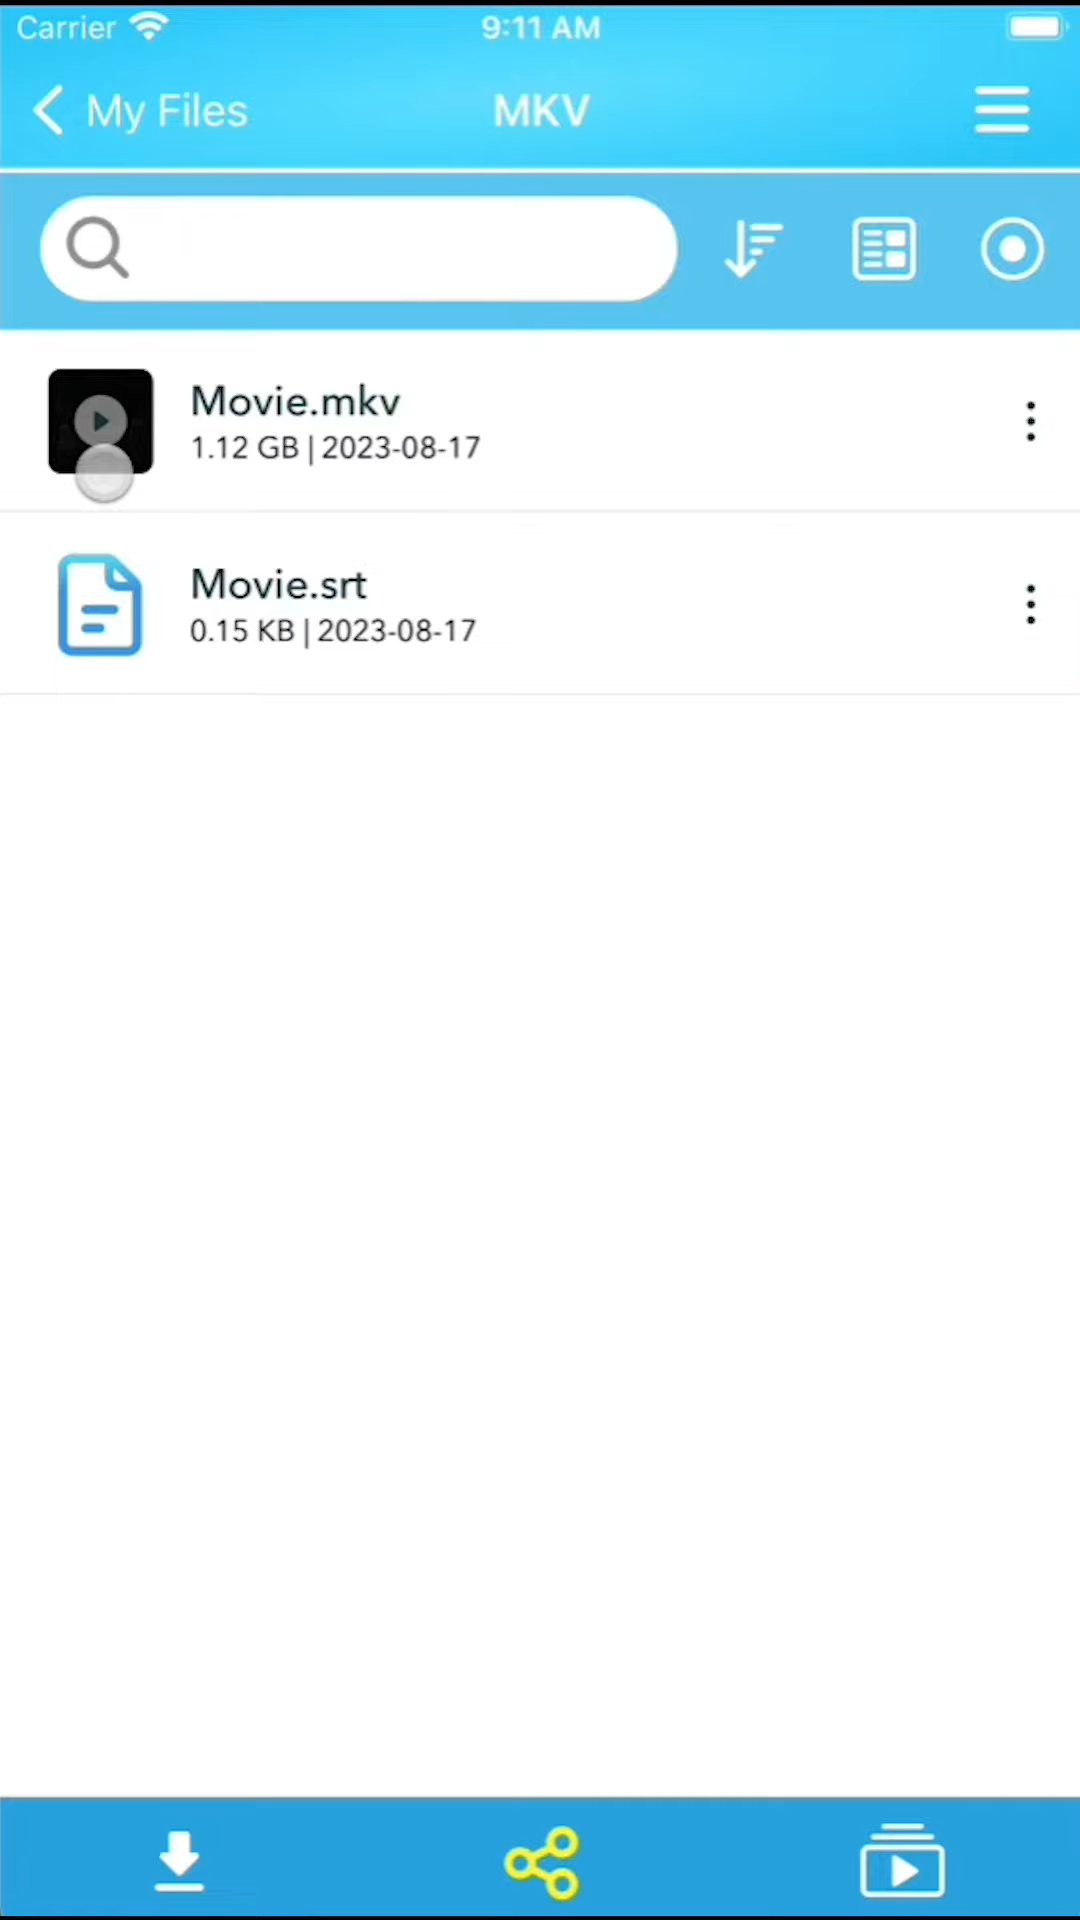 Carrier 9:11 AM
My Files MKV
Movie.mkv
1.12 GB | 2023-08-17
Movie.srt
0.15 KB | 2023-08-17